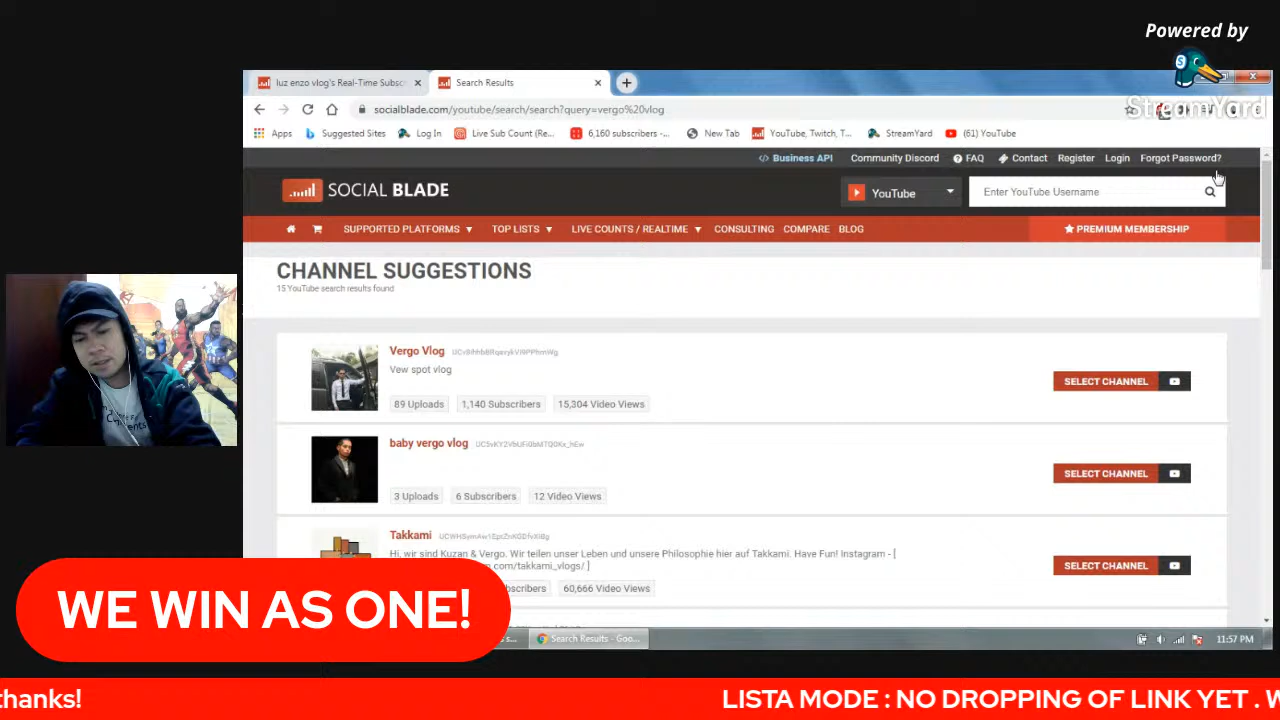 Powered by
StreamYard
luz enzo vlog's Real-Time Subsc
Search Results
socialblade.com/youtube/search/search?query=vergo%20vlog
Apps
Suggested Sites
Log In
Live Sub Count (Re...
6,160 subscribers -...
New Tab
YouTube, Twitch, T...
StreamYard
(61) YouTube
Business API
Community Discord
FAQ
Contact
Register
Login
Forgot Password?
SOCIAL BLADE
YouTube
Enter YouTube Username
SUPPORTED PLATFORMS
TOP LISTS
LIVE COUNTS / REALTIME
CONSULTING
COMPARE
BLOG
PREMIUM MEMBERSHIP
CHANNEL SUGGESTIONS
15 YouTube search results found
Vergo Vlog
Vew spot vlog
89 Uploads
1,140 Subscribers
15,304 Video Views
SELECT CHANNEL
baby vergo vlog
3 Uploads
6 Subscribers
12 Video Views
SELECT CHANNEL
Takkami
Hi, wir sind Kuzan & Vergo. Wir teilen unser Leben und unsere Philosophie hier auf Takkami. Have Fun! Instagram - [
.com/takkami_vlogs/ ]
60,666 Video Views
SELECT CHANNEL
WE WIN AS ONE!
Search Results - Goo...
11:57 PM
thanks!
LISTA MODE : NO DROPPING OF LINK YET . W